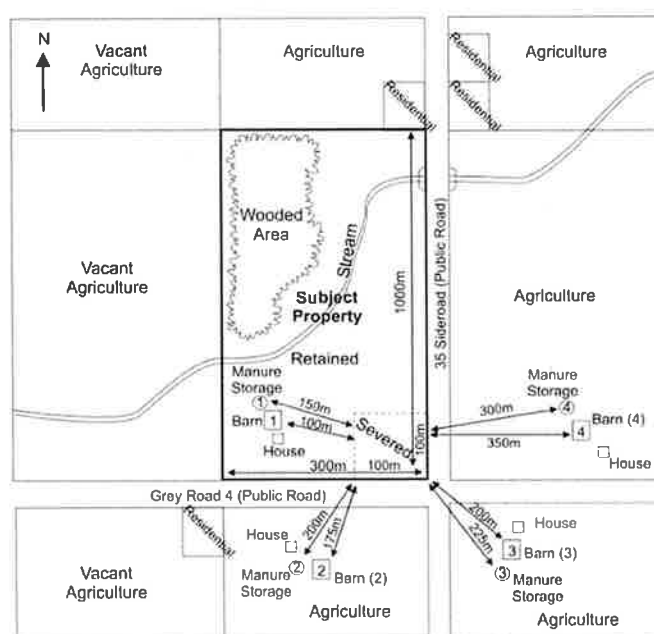 N
Vacant
Agriculture
Agriculture
Residential
Residential
Residential
Agriculture
Wooded
Area
Stream
Subject
Property
1000m
35 Sideroad (Public Road)
Vacant
Agriculture
Agriculture
Retained
Manure
Storage
1
150m
Barn
1
100m
House
Severed
100m
300m
100m
Manure
Storage
4
300m
Barn (4)
4
350m
House
Grey Road 4 (Public Road)
Residential
House
200m
175m
2
2
Barn (2)
Manure
Storage
Vacant
Agriculture
Agriculture
200m
225m
House
3
Barn (3)
3
Manure
Storage
Agriculture